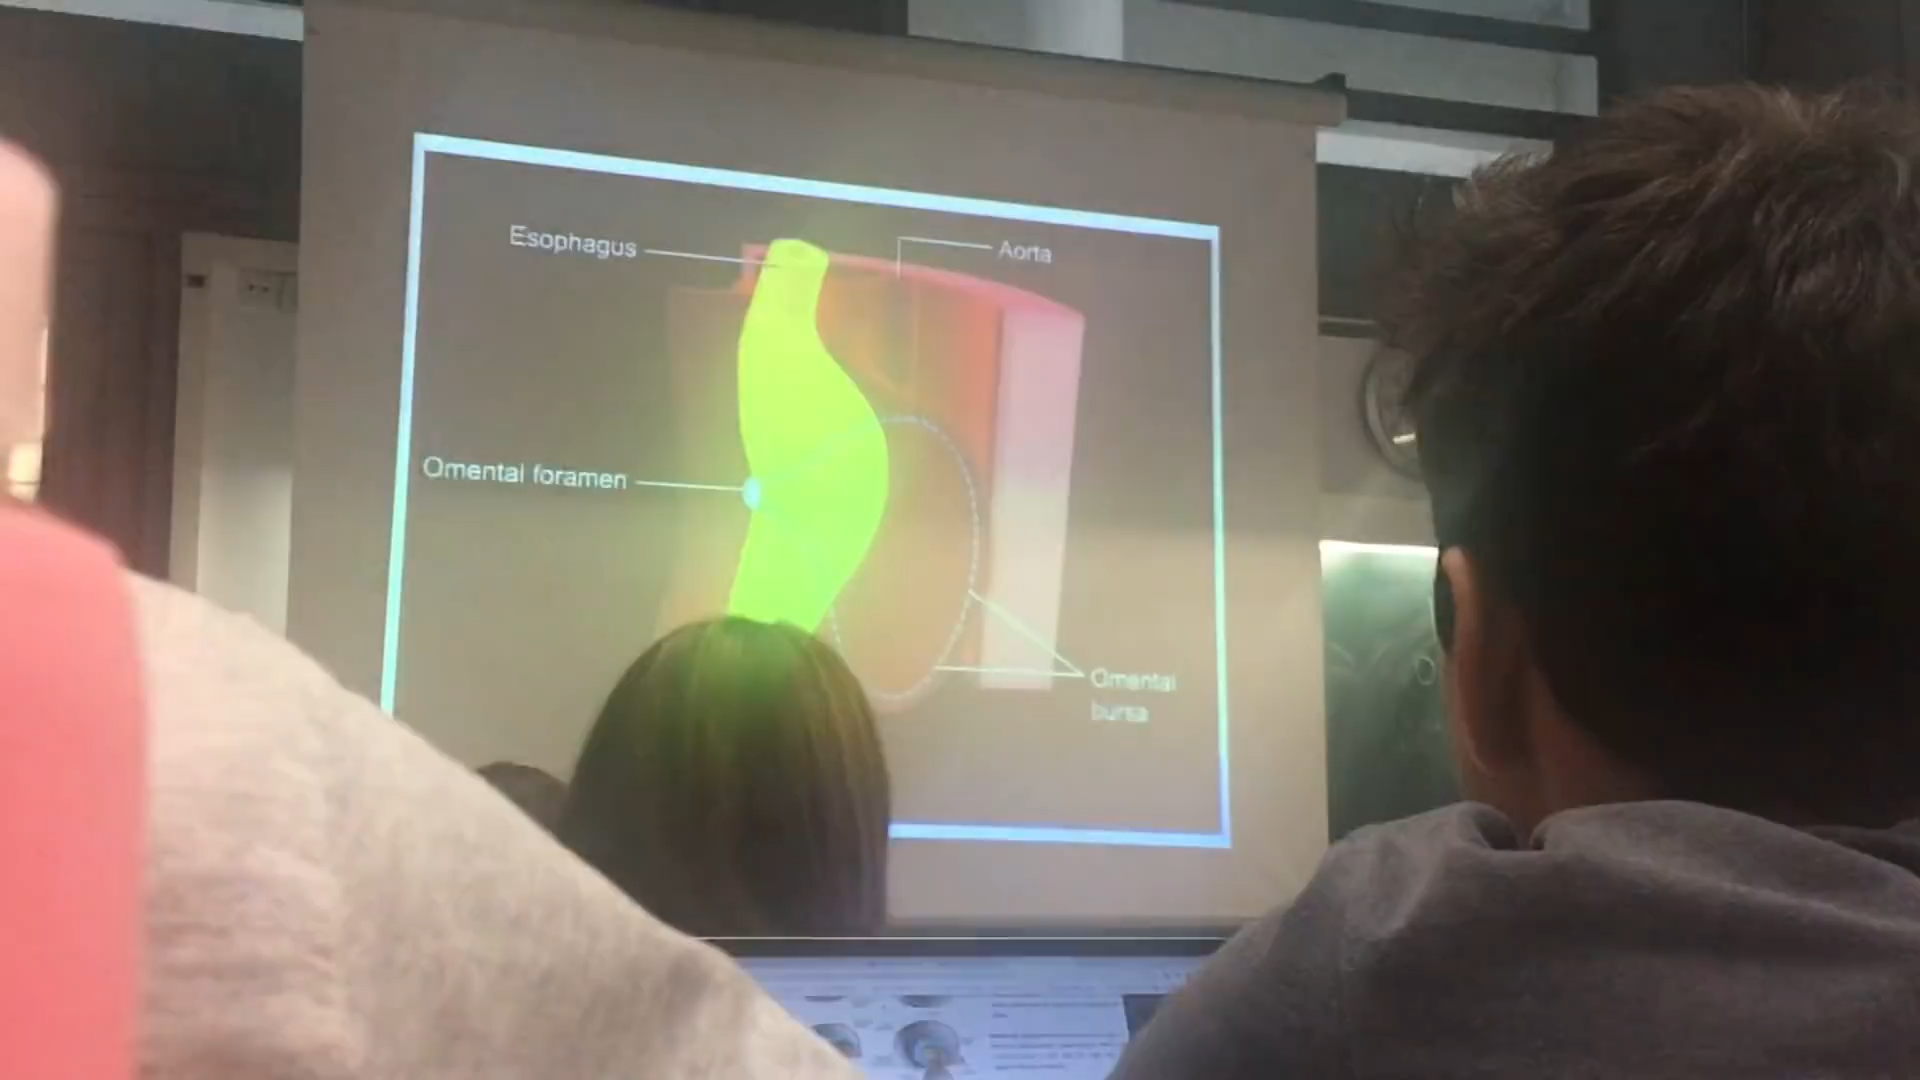 Esophagus
Aorta
Omental foramen
Omental
bursa